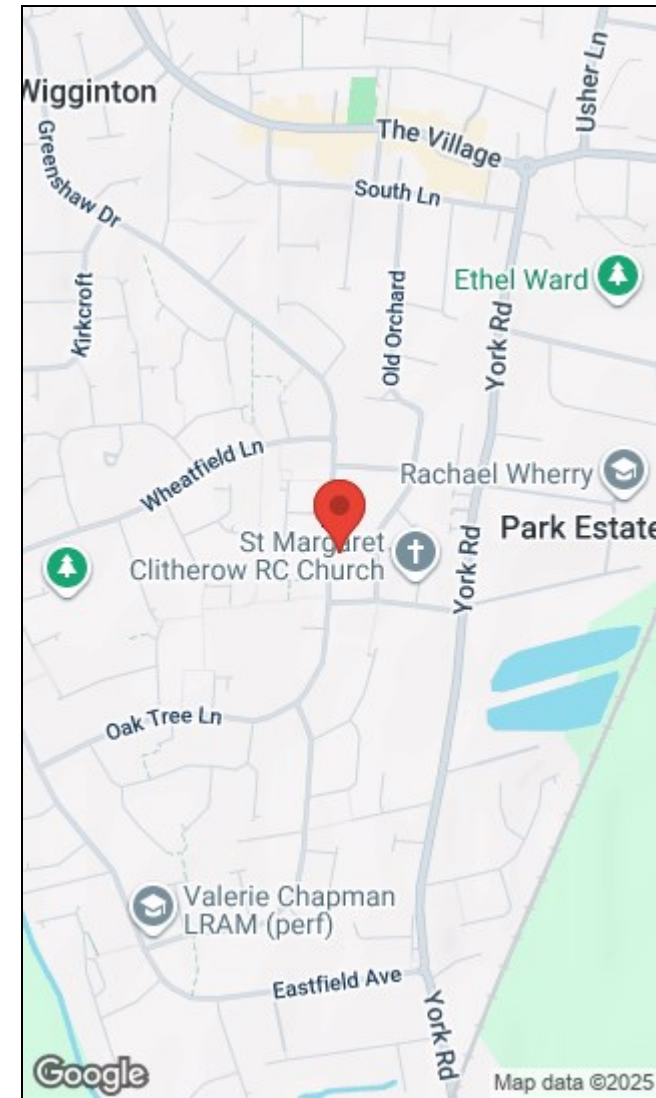 Wigginton
Usher Ln
The Village
Greenshaw Dr
South Ln
Ethel Ward
Kirkcroft
Old Orchard
York Rd
Wheatfield Ln
Rachael Wherry
Park Estate
St Margaret
Clitherow RC Church
York Rd
Oak Tree Ln
Valerie Chapman
LRAM (perf)
Eastfield Ave
York Rd
Google
Map data ©2025